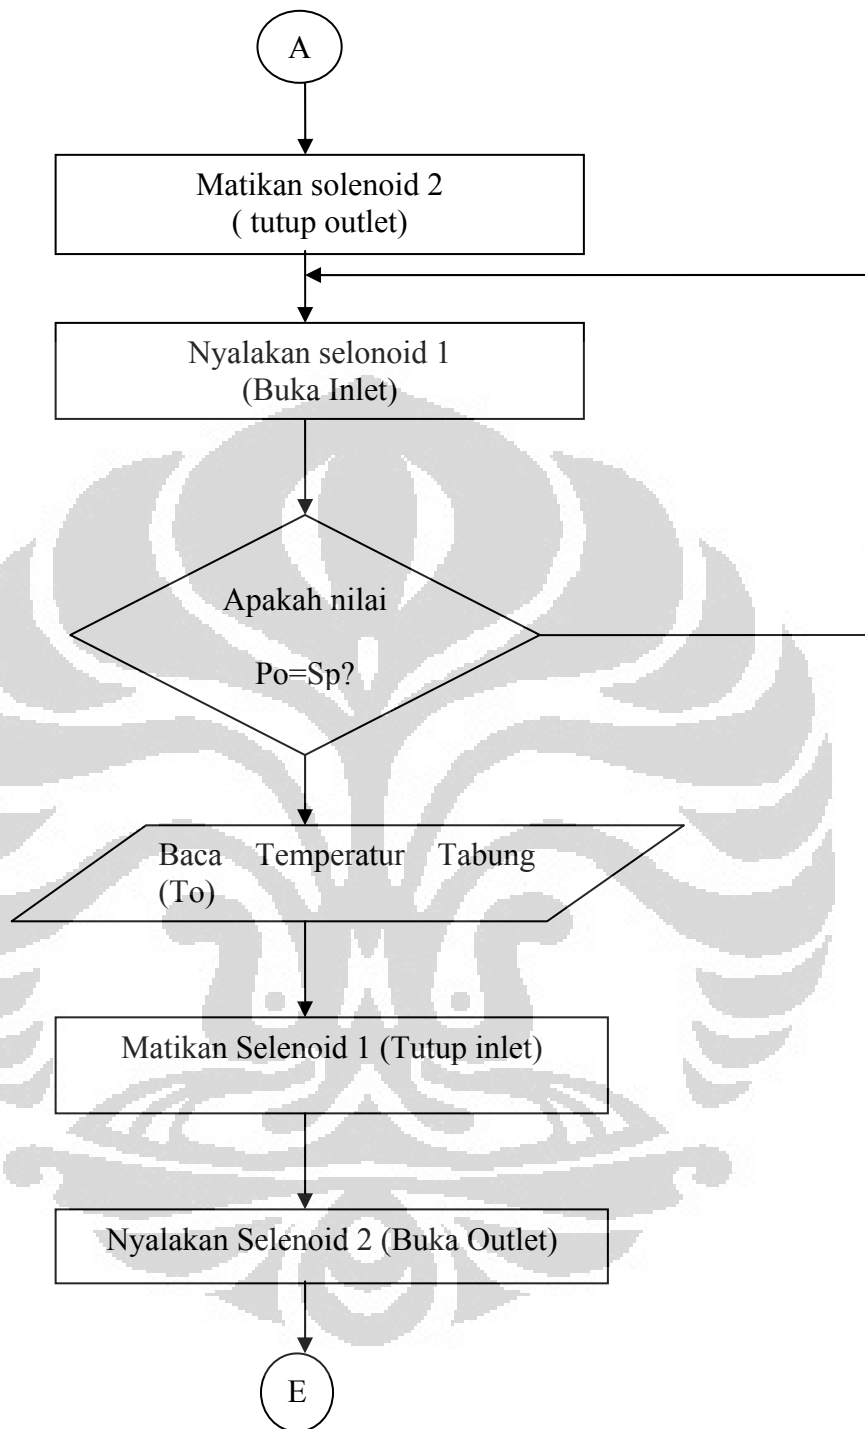 A
Matikan solenoid 2
( tutup outlet)
Nyalakan selonoid 1
(Buka Inlet)
Apakah nilai
Po=Sp?
Baca Temperatur Tabung
(To)
Matikan Selenoid 1 (Tutup inlet)
Nyalakan Selenoid 2 (Buka Outlet)
E